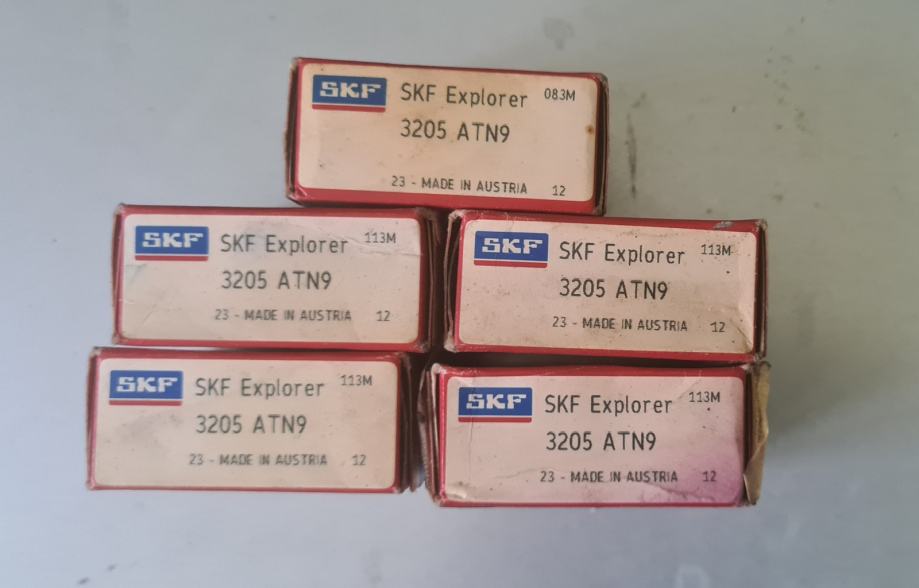 SKF SKF Explorer 083M
3205 ATN9
23 - MADE IN AUSTRIA 12
SKF SKF Explorer 113M
3205 ATN9
23 - MADE IN AUSTRIA 12
SKF SKF Explorer 113M
3205 ATN9
23 - MADE IN AUSTRIA 12
SKF SKF Explorer 113M
3205 ATN9
23 - MADE IN AUSTRIA 12
SKF SKF Explorer 113M
3205 ATN9
23 - MADE IN AUSTRIA 12